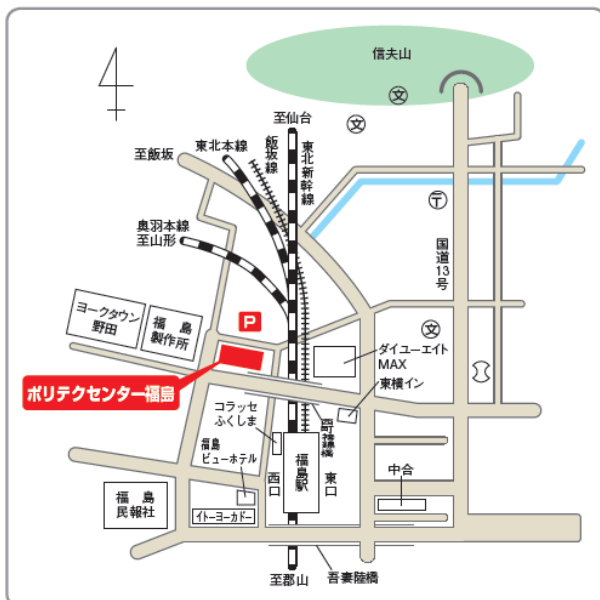 信夫山
文
文
至仙台
東北本線
飯坂線
東北新幹線
至飯坂
〒
奥羽本線
至山形
国道13号
ヨークタウン
野田
福島
製作所
P
文
ダイユーエイト
MAX
東横イン
ポリテクセンター福島
コラッセ
ふくしま
福島
ビューホテル
西口
福島駅
東口
中合
福島
民報社
イトーヨーカドー
至郡山
吾妻陸橋